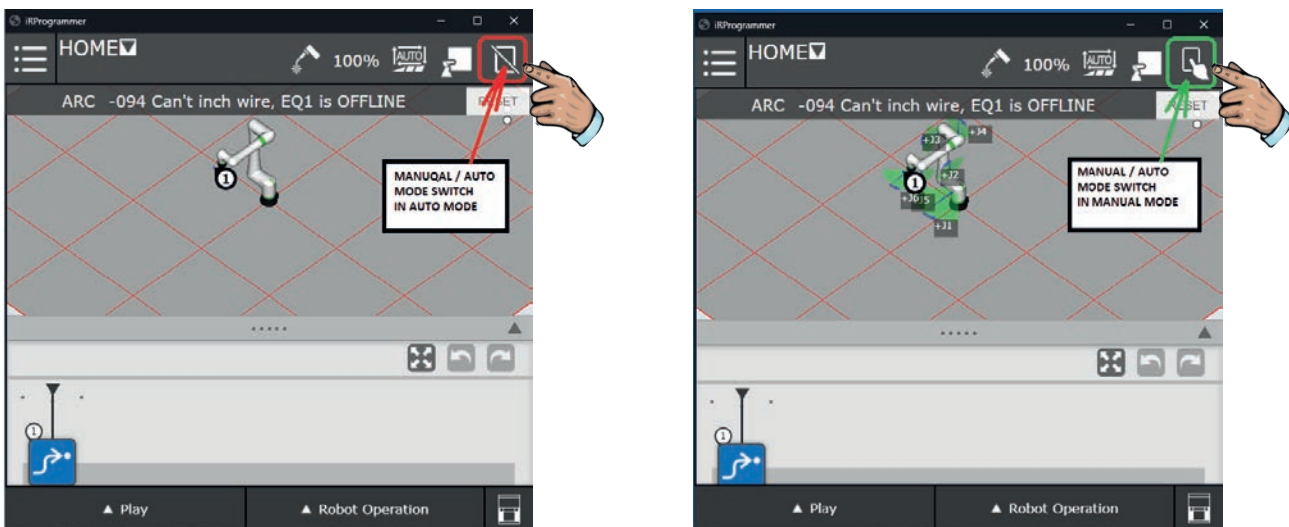 iRProgrammer
HOME
100%
AUTO
ARC -094 Can't inch wire, EQ1 is OFFLINE
RESET
1
MANUQAL / AUTO
MODE SWITCH
IN AUTO MODE
1
Play
Robot Operation
iRProgrammer
HOME
100%
AUTO
ARC -094 Can't inch wire, EQ1 is OFFLINE
RESET
+J3
+J4
1
+J2
+J6
J5
+J1
MANUAL / AUTO
MODE SWITCH
IN MANUAL MODE
1
Play
Robot Operation